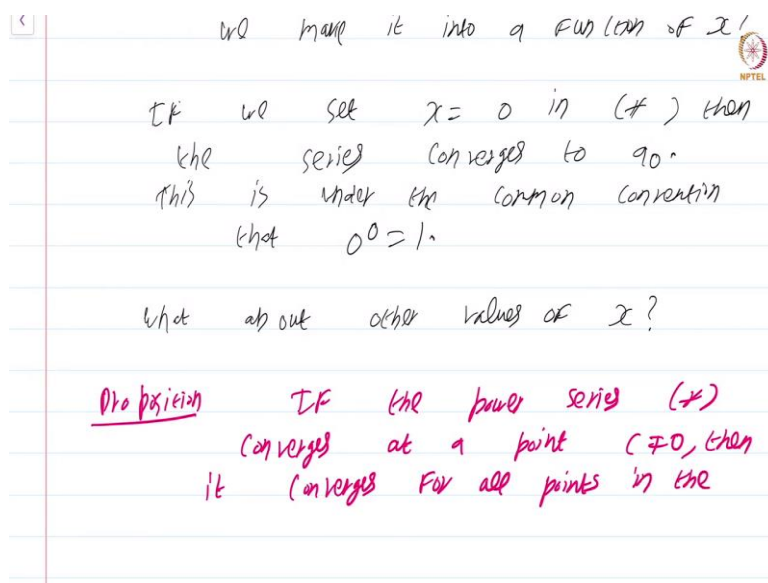 we make it into a function of x!
NPTEL
If we set x = 0 in (*) then
the series converges to a₀.
This is under the common convention
that 0⁰ = 1.
What about other values of x?
Proposition If the power series (*)
converges at a point c ≠ 0, then
it converges for all points in the